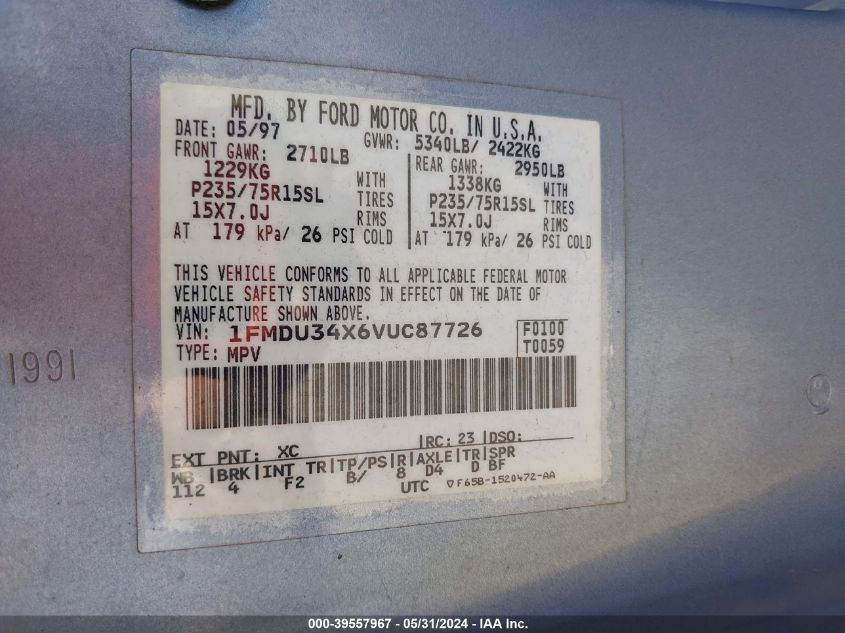 MFD. BY FORD MOTOR CO. IN U.S.A.
DATE: 05/97 GVWR: 5340LB/ 2422KG
FRONT GAWR: 2710LB REAR GAWR: 2950LB
1229KG WITH 1338KG WITH
P235/75R15SL TIRES P235/75R15SL TIRES
15X7.0J RIMS 15X7.0J RIMS
AT 179 kPa/ 26 PSI COLD AT 179 kPa/ 26 PSI COLD
THIS VEHICLE CONFORMS TO ALL APPLICABLE FEDERAL MOTOR
VEHICLE SAFETY STANDARDS IN EFFECT ON THE DATE OF
MANUFACTURE SHOWN ABOVE.
VIN: 1FMDU34X6VUC87726 F0100
TYPE: MPV T0059
EXT PNT: XC RC: 23 DSO:
WB BRK INT TR TP/PS R AXLE TR SPR
112 4 F2 B/ 8 D4 D BF
UTC ▽F65B-1520472-AA
1991
000-39557967 - 05/31/2024 - IAA Inc.